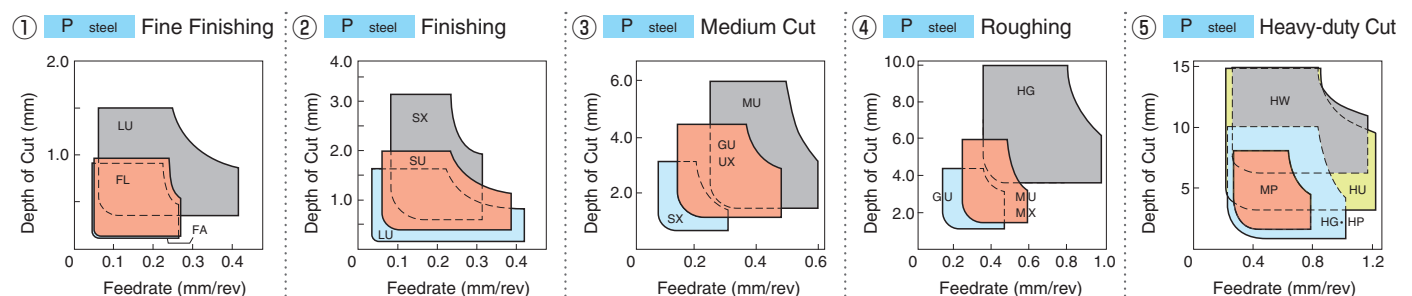 ① P steel Fine Finishing
Depth of Cut (mm)
2.0
1.0
0
LU
FL
FA
0 0.1 0.2 0.3 0.4
Feedrate (mm/rev)
② P steel Finishing
Depth of Cut (mm)
4.0
3.0
2.0
1.0
SX
SU
LU
0 0.1 0.2 0.3 0.4
Feedrate (mm/rev)
③ P steel Medium Cut
Depth of Cut (mm)
6.0
4.0
2.0
MU
GU
UX
SX
0 0.2 0.4 0.6
Feedrate (mm/rev)
④ P steel Roughing
Depth of Cut (mm)
10.0
8.0
6.0
4.0
2.0
HG
GU
MU
MX
0 0.2 0.4 0.6 0.8 1.0
Feedrate (mm/rev)
⑤ P steel Heavy-duty Cut
Depth of Cut (mm)
15
10
5
HW
MP
HU
HG•HP
0 0.4 0.8 1.2
Feedrate (mm/rev)